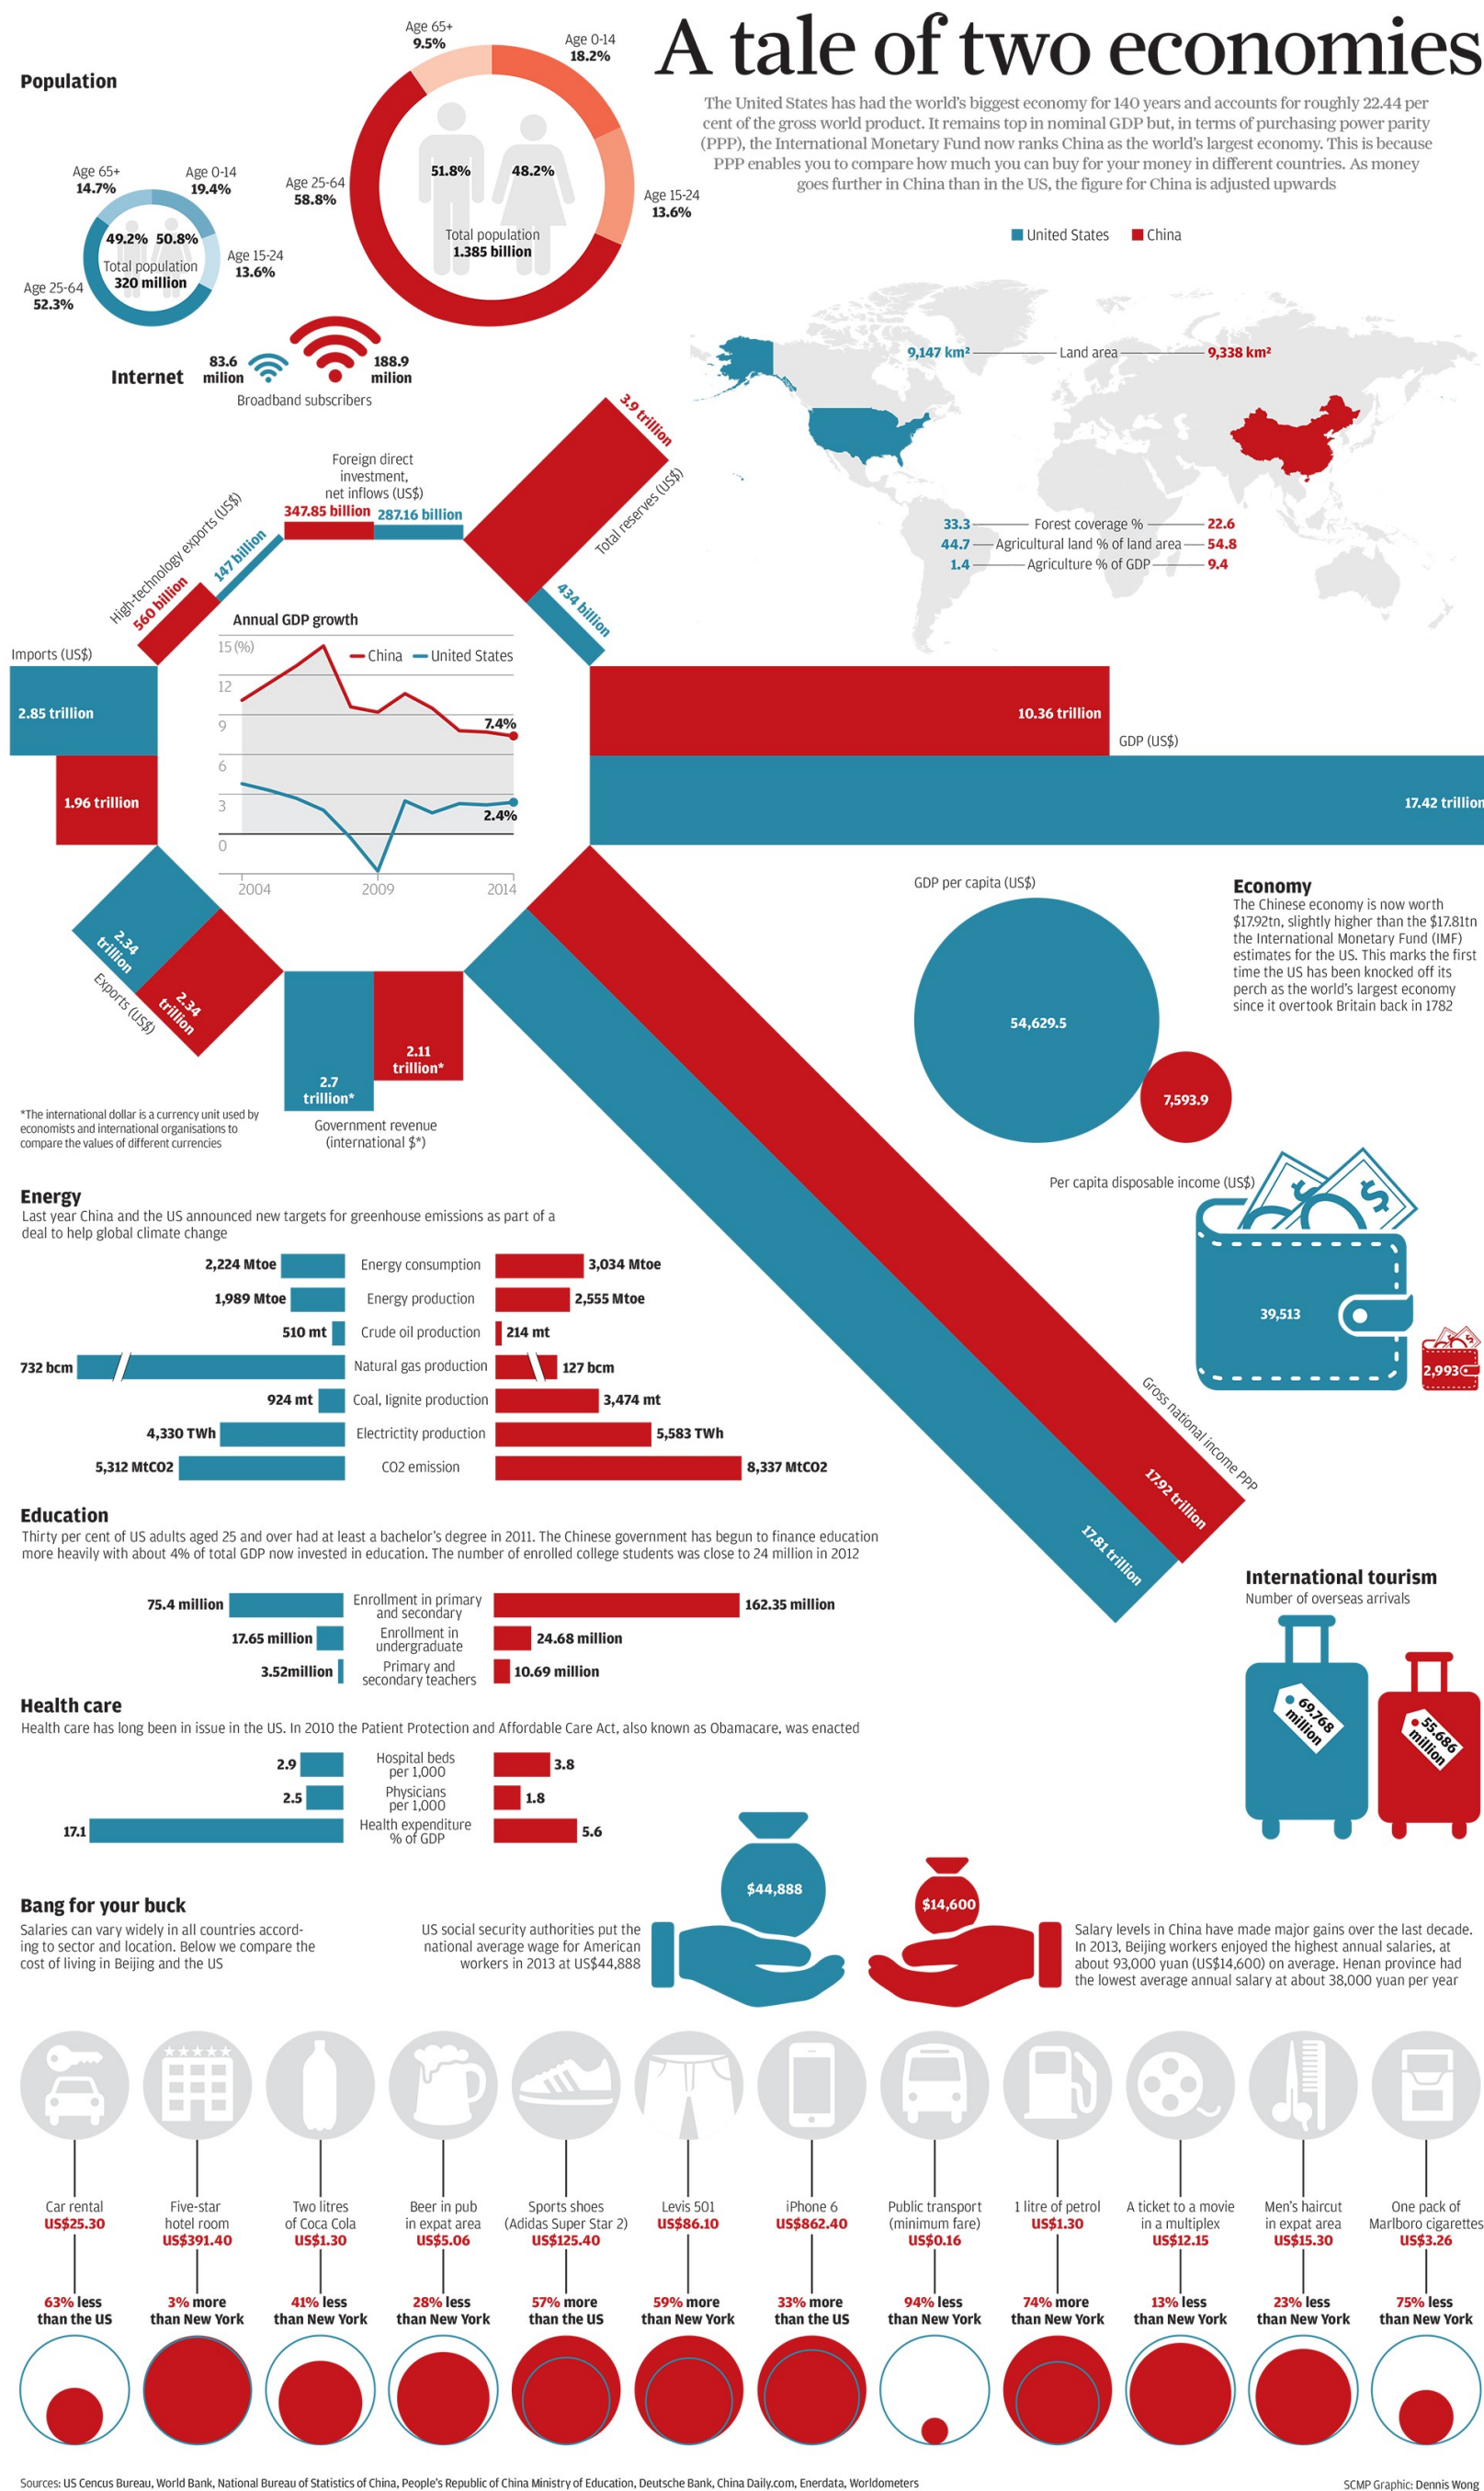 A tale of two economies
The United States has had the world's biggest economy for 140 years and accounts for roughly 22.44 per
cent of the gross world product. It remains top in nominal GDP but, in terms of purchasing power parity
(PPP), the International Monetary Fund now ranks China as the world's largest economy. This is because
PPP enables you to compare how much you can buy for your money in different countries. As money
goes further in China than in the US, the figure for China is adjusted upwards
United States
China
Population
Age 65+
14.7%
Age 0-14
19.4%
49.2% 50.8%
Total population
320 million
Age 15-24
13.6%
Age 25-64
52.3%
Age 65+
9.5%
Age 0-14
18.2%
Age 25-64
58.8%
51.8%
48.2%
Total population
1.385 billion
Age 15-24
13.6%
Internet
83.6
milion
188.9
milion
Broadband subscribers
9,147 km²
Land area
9,338 km²
33.3
Forest coverage %
22.6
44.7
Agricultural land % of land area
54.8
1.4
Agriculture % of GDP
9.4
Foreign direct
investment,
net inflows (US$)
347.85 billion
287.16 billion
High-technology exports (US$)
560 billion
147 billion
3.9 trillion
Total reserves (US$)
434 billion
Imports (US$)
2.85 trillion
1.96 trillion
Annual GDP growth
15 (%)
China
United States
12
9
7.4%
6
3
2.4%
0
2004
2009
2014
10.36 trillion
GDP (US$)
17.42 trillion
2.34
trillion
2.34
trillion
Exports (US$)
2.7
trillion*
2.11
trillion*
Government revenue
(international $*)
*The international dollar is a currency unit used by
economists and international organisations to
compare the values of different currencies
GDP per capita (US$)
54,629.5
7,593.9
Economy
The Chinese economy is now worth
$17.92tn, slightly higher than the $17.81tn
the International Monetary Fund (IMF)
estimates for the US. This marks the first
time the US has been knocked off its
perch as the world's largest economy
since it overtook Britain back in 1782
Per capita disposable income (US$)
$
$
39,513
2,993
Gross national income PPP
17.92 trillion
17.81 trillion
Energy
Last year China and the US announced new targets for greenhouse emissions as part of a
deal to help global climate change
2,224 Mtoe
Energy consumption
3,034 Mtoe
1,989 Mtoe
Energy production
2,555 Mtoe
510 mt
Crude oil production
214 mt
732 bcm
Natural gas production
127 bcm
924 mt
Coal, lignite production
3,474 mt
4,330 TWh
Electrictity production
5,583 TWh
5,312 MtCO2
CO2 emission
8,337 MtCO2
Education
Thirty per cent of US adults aged 25 and over had at least a bachelor's degree in 2011. The Chinese government has begun to finance education
more heavily with about 4% of total GDP now invested in education. The number of enrolled college students was close to 24 million in 2012
75.4 million
Enrollment in primary
and secondary
162.35 million
17.65 million
Enrollment in
undergraduate
24.68 million
3.52million
Primary and
secondary teachers
10.69 million
International tourism
Number of overseas arrivals
69.768
million
55.686
million
Health care
Health care has long been in issue in the US. In 2010 the Patient Protection and Affordable Care Act, also known as Obamacare, was enacted
2.9
Hospital beds
per 1,000
3.8
2.5
Physicians
per 1,000
1.8
17.1
Health expenditure
% of GDP
5.6
Bang for your buck
Salaries can vary widely in all countries accord-
ing to sector and location. Below we compare the
cost of living in Beijing and the US
US social security authorities put the
national average wage for American
workers in 2013 at US$44,888
$44,888
$14,600
Salary levels in China have made major gains over the last decade.
In 2013, Beijing workers enjoyed the highest annual salaries, at
about 93,000 yuan (US$14,600) on average. Henan province had
the lowest average annual salary at about 38,000 yuan per year
Car rental
US$25.30
63% less
than the US
Five-star
hotel room
US$391.40
3% more
than New York
Two litres
of Coca Cola
US$1.30
41% less
than New York
Beer in pub
in expat area
US$5.06
28% less
than New York
Sports shoes
(Adidas Super Star 2)
US$125.40
57% more
than the US
Levis 501
US$86.10
59% more
than New York
iPhone 6
US$862.40
33% more
than the US
Public transport
(minimum fare)
US$0.16
94% less
than New York
1 litre of petrol
US$1.30
74% more
than New York
A ticket to a movie
in a multiplex
US$12.15
13% less
than New York
Men's haircut
in expat area
US$15.30
23% less
than New York
One pack of
Marlboro cigarettes
US$3.26
75% less
than New York
Sources: US Cencus Bureau, World Bank, National Bureau of Statistics of China, People's Republic of China Ministry of Education, Deutsche Bank, China Daily.com, Enerdata, Worldometers
SCMP Graphic: Dennis Wong